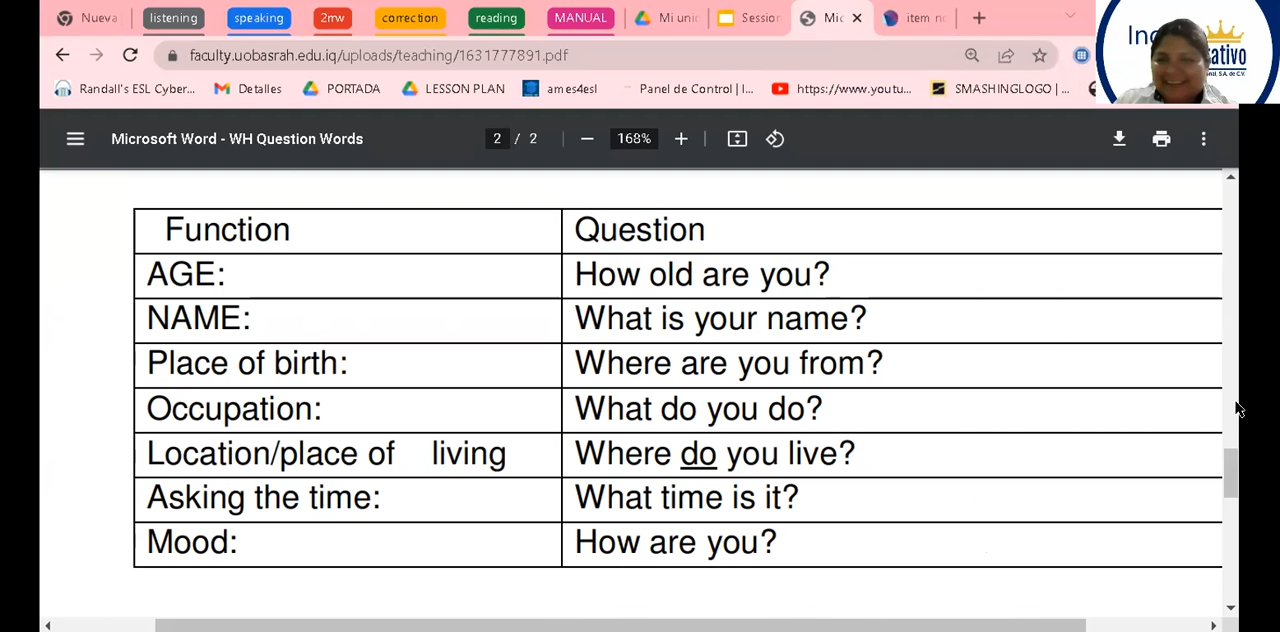 Nueva
listening
speaking
2mw
correction
reading
MANUAL
Mi uni
Session
Mic
item n
faculty.uobasrah.edu.iq/uploads/teaching/1631777891.pdf
Randall's ESL Cyber...
Detalles
PORTADA
LESSON PLAN
ames4esl
Panel de Control | I...
https://www.youtu...
SMASHINGLOGO | ...
Microsoft Word - WH Question Words
2 / 2
168%
Function
Question
AGE:
How old are you?
NAME:
What is your name?
Place of birth:
Where are you from?
Occupation:
What do you do?
Location/place of living
Where do you live?
Asking the time:
What time is it?
Mood:
How are you?